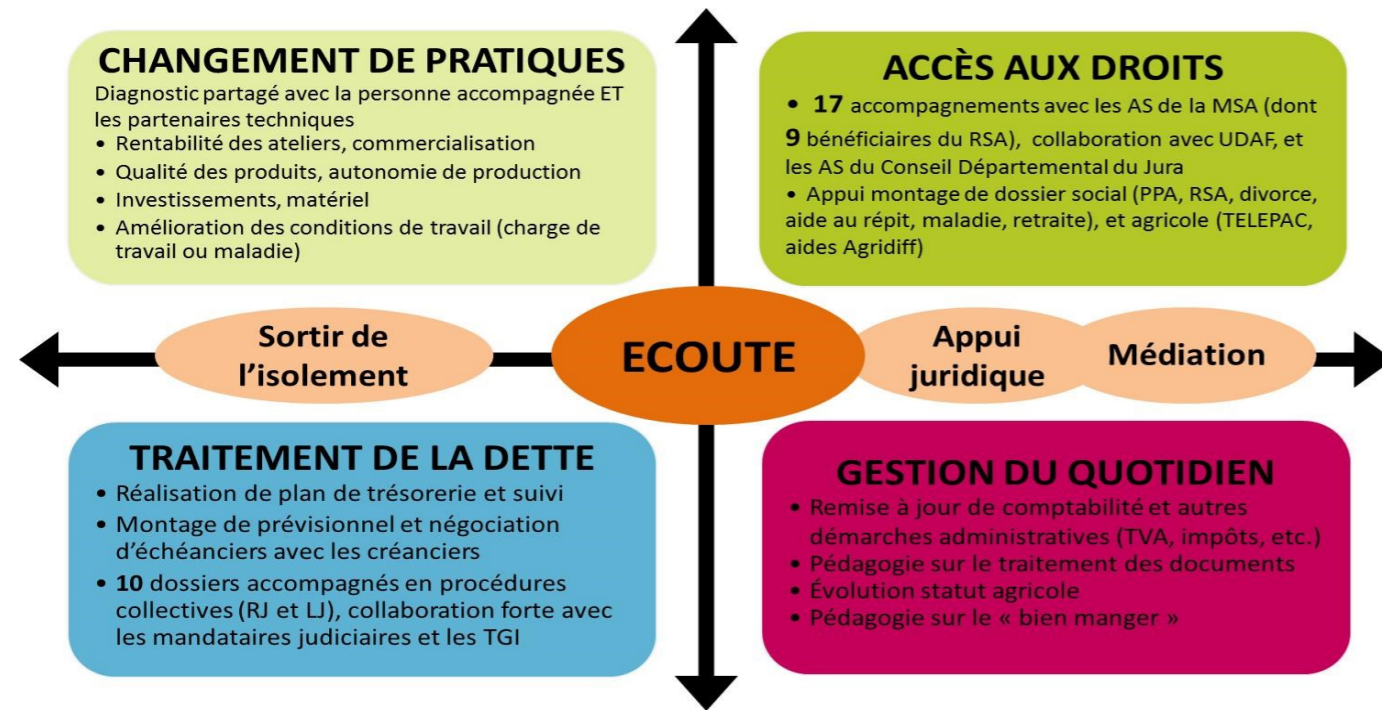 CHANGEMENT DE PRATIQUES
Diagnostic partagé avec la personne accompagnée ET
les partenaires techniques
• Rentabilité des ateliers, commercialisation
• Qualité des produits, autonomie de production
• Investissements, matériel
• Amélioration des conditions de travail (charge de
travail ou maladie)
ACCÈS AUX DROITS
• 17 accompagnements avec les AS de la MSA (dont
9 bénéficiaires du RSA), collaboration avec UDAF, et
les AS du Conseil Départemental du Jura
• Appui montage de dossier social (PPA, RSA, divorce,
aide au répit, maladie, retraite), et agricole (TELEPAC,
aides Agridiff)
Sortir de
l’isolement
ECOUTE
Appui
juridique
Médiation
TRAITEMENT DE LA DETTE
• Réalisation de plan de trésorerie et suivi
• Montage de prévisionnel et négociation
d’échéanciers avec les créanciers
• 10 dossiers accompagnés en procédures
collectives (RJ et LJ), collaboration forte avec
les mandataires judiciaires et les TGI
GESTION DU QUOTIDIEN
• Remise à jour de comptabilité et autres
démarches administratives (TVA, impôts, etc.)
• Pédagogie sur le traitement des documents
• Évolution statut agricole
• Pédagogie sur le « bien manger »